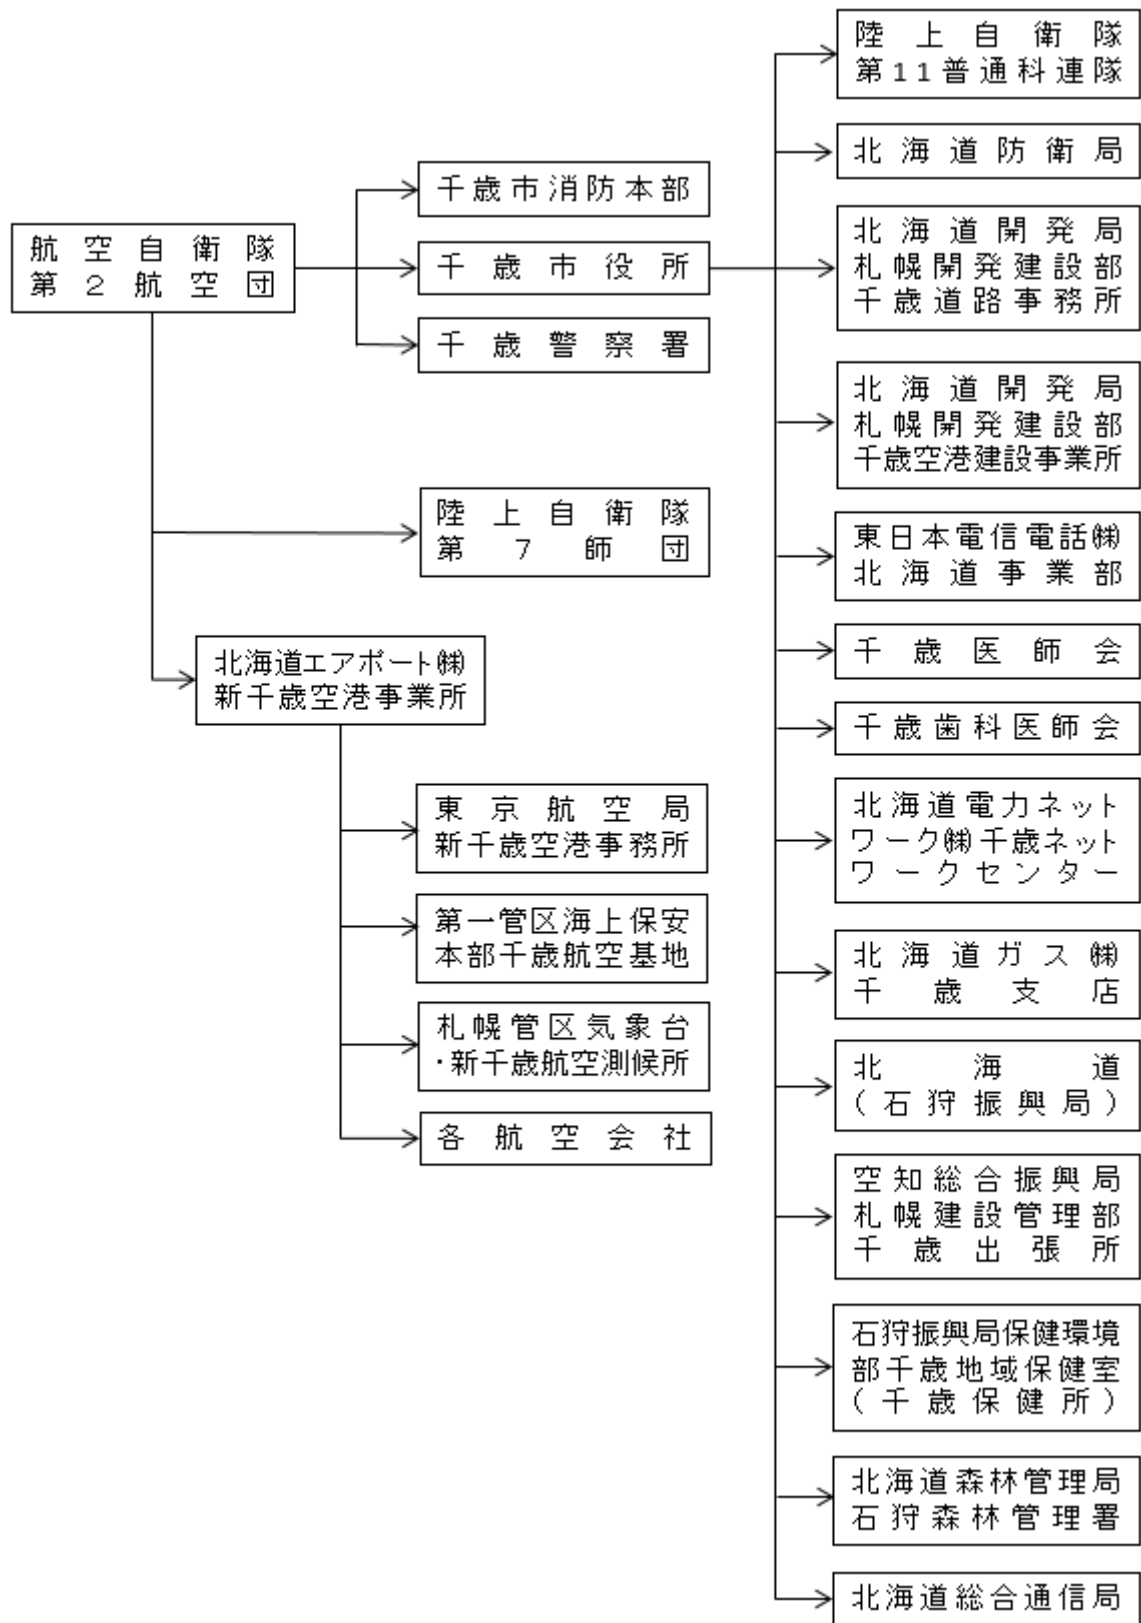 航空自衛隊
第２航空団
千歳市消防本部
千歳市役所
千歳警察署
陸上自衛隊
第７師団
北海道エアポート㈱
新千歳空港事業所
東京航空局
新千歳空港事務所
第一管区海上保安
本部千歳航空基地
札幌管区気象台
・新千歳航空測候所
各航空会社
陸上自衛隊
第11普通科連隊
北海道防衛局
北海道開発局
札幌開発建設部
千歳道路事務所
北海道開発局
札幌開発建設部
千歳空港建設事業所
東日本電信電話㈱
北海道事業部
千歳医師会
千歳歯科医師会
北海道電力ネット
ワーク㈱千歳ネット
ワークセンター
北海道ガス㈱
千歳支店
北海道
（石狩振興局）
空知総合振興局
札幌建設管理部
千歳出張所
石狩振興局保健環境
部千歳地域保健室
（千歳保健所）
北海道森林管理局
石狩森林管理署
北海道総合通信局